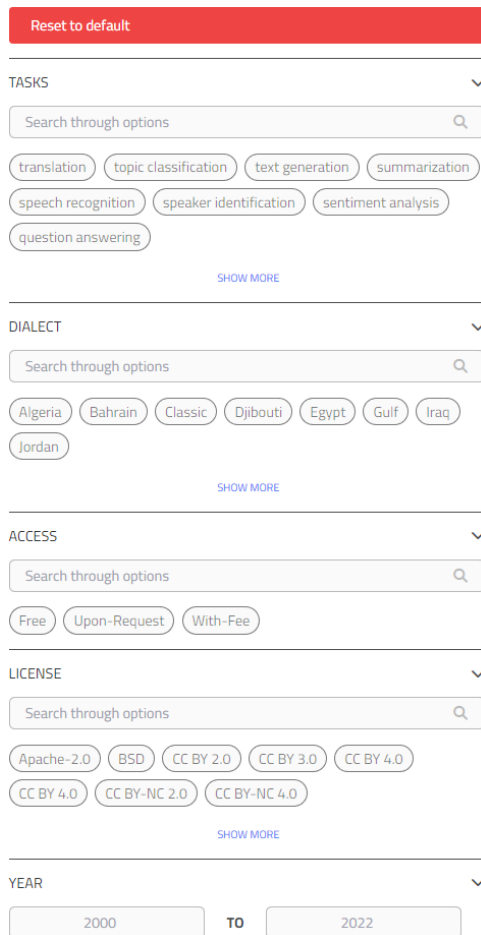 Reset to default
TASKS
Search through options
translation topic classification text generation summarization
speech recognition speaker identification sentiment analysis
question answering
SHOW MORE
DIALECT
Search through options
Algeria Bahrain Classic Djibouti Egypt Gulf Iraq
Jordan
SHOW MORE
ACCESS
Search through options
Free Upon-Request With-Fee
LICENSE
Search through options
Apache-2.0 BSD CC BY 2.0 CC BY 3.0 CC BY 4.0
CC BY 4.0 CC BY-NC 2.0 CC BY-NC 4.0
SHOW MORE
YEAR
2000 TO 2022